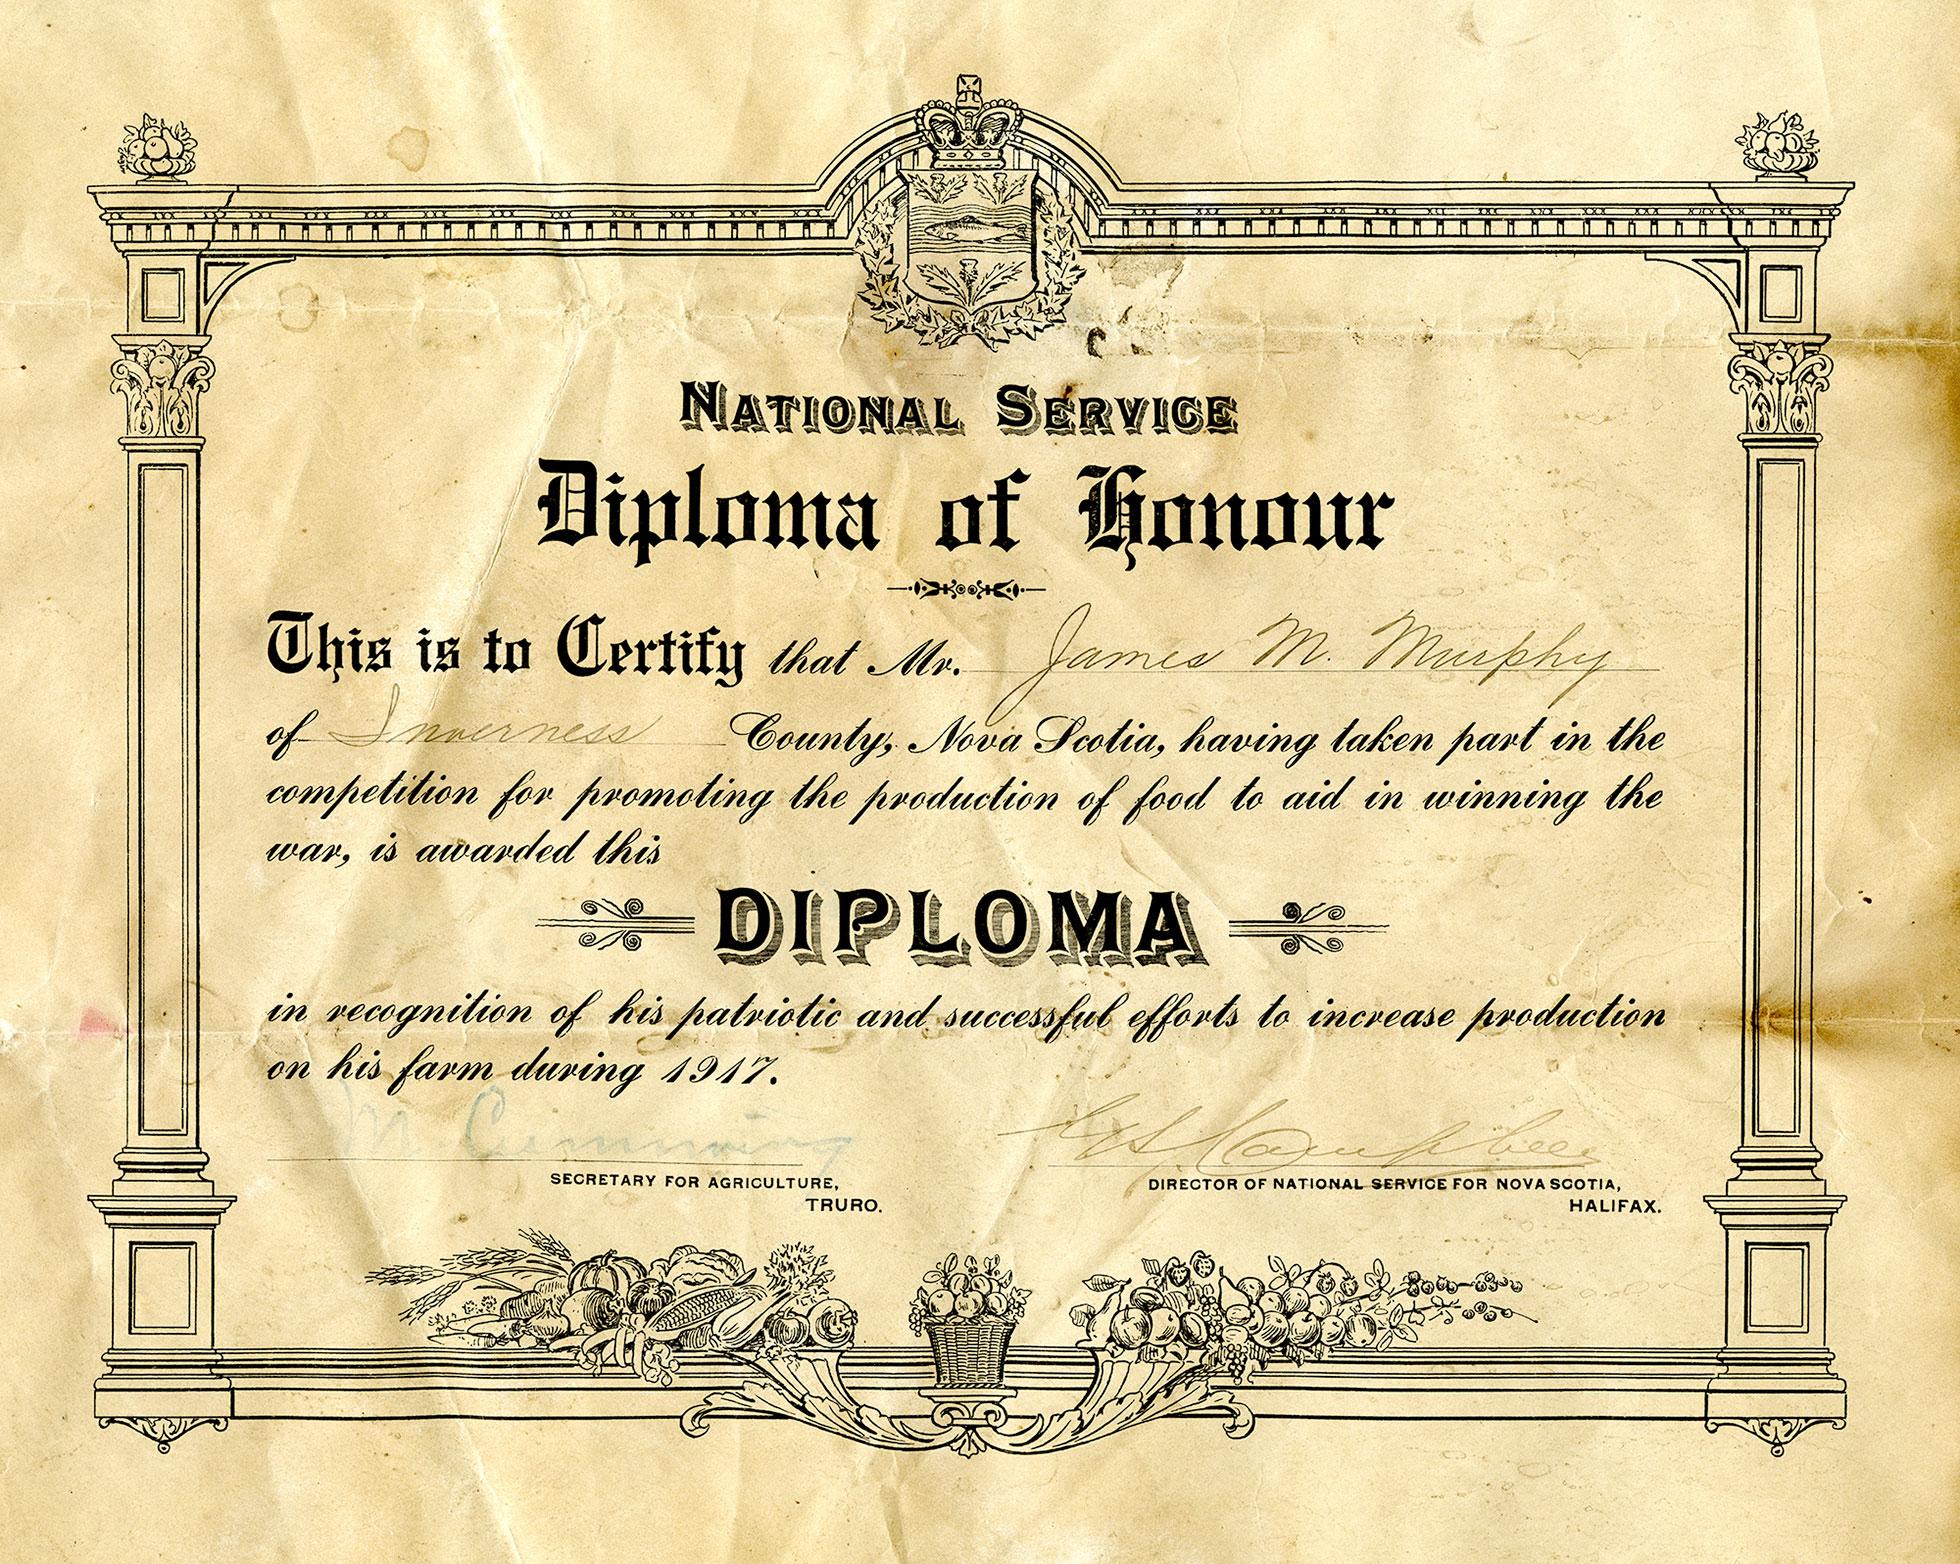 NATIONAL SERVICE
Diploma of Honour
This is to Certify that Mr. James M. Murphy
of Inverness County, Nova Scotia, having taken part in the
competition for promoting the production of food to aid in winning the
war, is awarded this
DIPLOMA
in recognition of his patriotic and successful efforts to increase production
on his farm during 1917.
M. Cumming
G S Campbell
SECRETARY FOR AGRICULTURE,
TRURO.
DIRECTOR OF NATIONAL SERVICE FOR NOVA SCOTIA,
HALIFAX.